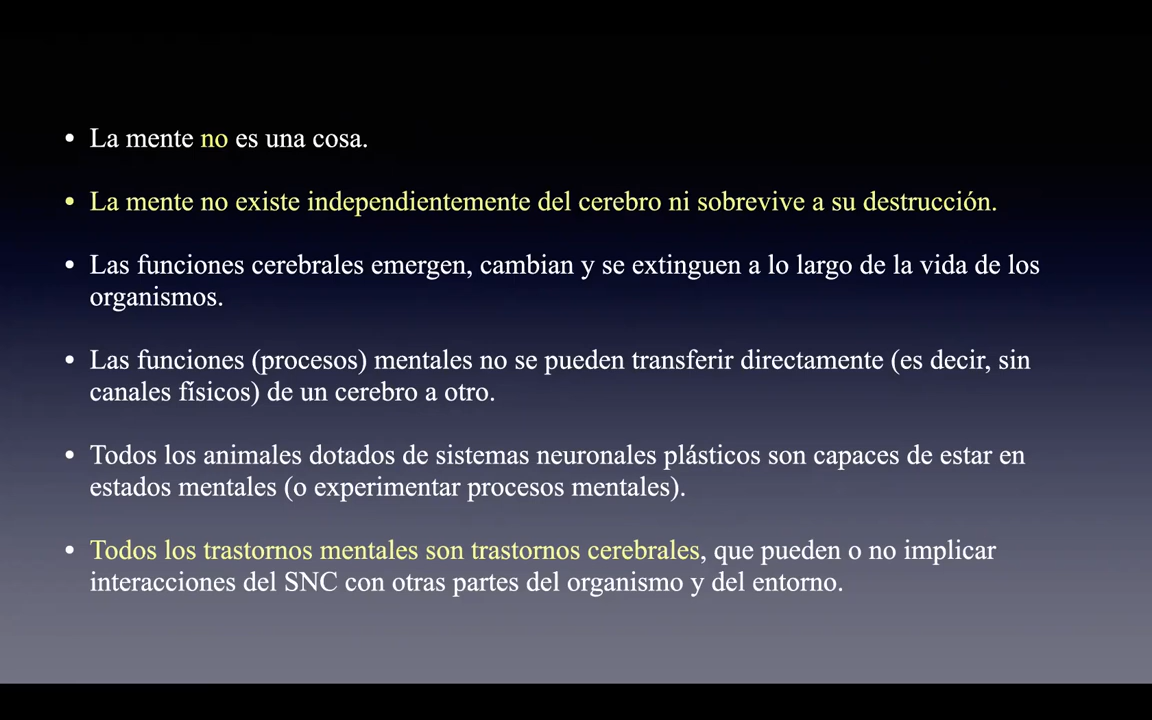 • La mente no es una cosa.
• La mente no existe independientemente del cerebro ni sobrevive a su destrucción.
• Las funciones cerebrales emergen, cambian y se extinguen a lo largo de la vida de los
organismos.
• Las funciones (procesos) mentales no se pueden transferir directamente (es decir, sin
canales físicos) de un cerebro a otro.
• Todos los animales dotados de sistemas neuronales plásticos son capaces de estar en
estados mentales (o experimentar procesos mentales).
• Todos los trastornos mentales son trastornos cerebrales, que pueden o no implicar
interacciones del SNC con otras partes del organismo y del entorno.